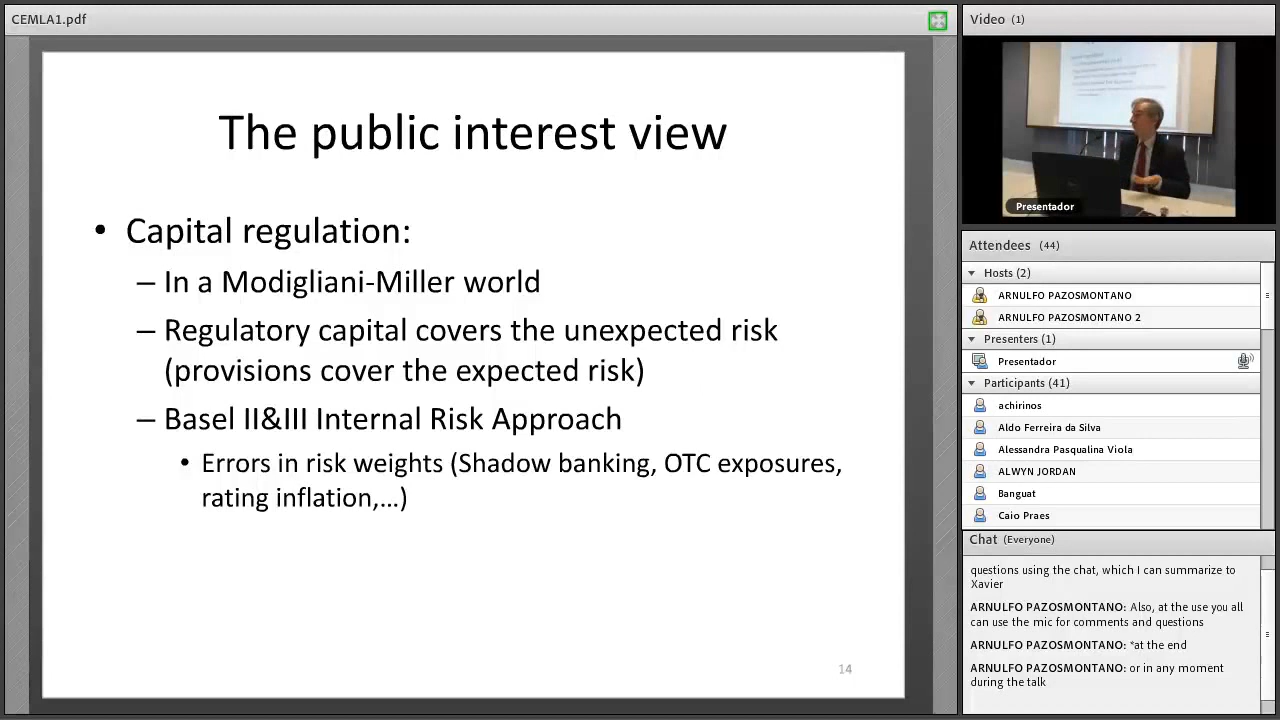 CEMLA1.pdf
The public interest view
• Capital regulation:
– In a Modigliani-Miller world
– Regulatory capital covers the unexpected risk
(provisions cover the expected risk)
– Basel II&III Internal Risk Approach
• Errors in risk weights (Shadow banking, OTC exposures,
rating inflation,...)
14
Video (1)
Presentador
Attendees (44)
Hosts (2)
ARNULFO PAZOSMONTANO
ARNULFO PAZOSMONTANO 2
Presenters (1)
Presentador
Participants (41)
achirinos
Aldo Ferreira da Silva
Alessandra Pasqualina Viola
ALWYN JORDAN
Banguat
Caio Praes
Chat (Everyone)
questions using the chat, which I can summarize to
Xavier
ARNULFO PAZOSMONTANO: Also, at the use you all
can use the mic for comments and questions
ARNULFO PAZOSMONTANO: *at the end
ARNULFO PAZOSMONTANO: or in any moment
during the talk